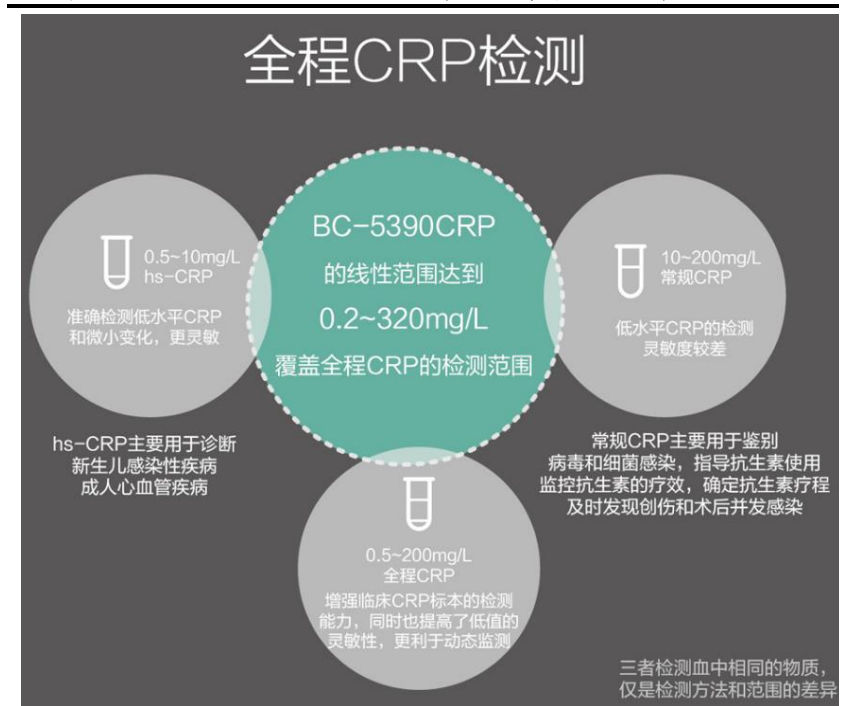 全程CRP检测
BC-5390CRP
的线性范围达到
0.2~320mg/L
覆盖全程CRP的检测范围
0.5~10mg/L
hs-CRP
准确检测低水平CRP
和微小变化，更灵敏
hs-CRP主要用于诊断
新生儿感染性疾病
成人心血管疾病
10~200mg/L
常规CRP
低水平CRP的检测
灵敏度较差
常规CRP主要用于鉴别
病毒和细菌感染，指导抗生素使用
监控抗生素的疗效，确定抗生素疗程
及时发现创伤和术后并发感染
0.5~200mg/L
全程CRP
增强临床CRP标本的检测
能力，同时也提高了低值的
灵敏性，更利于动态监测
三者检测血中相同的物质，
仅是检测方法和范围的差异